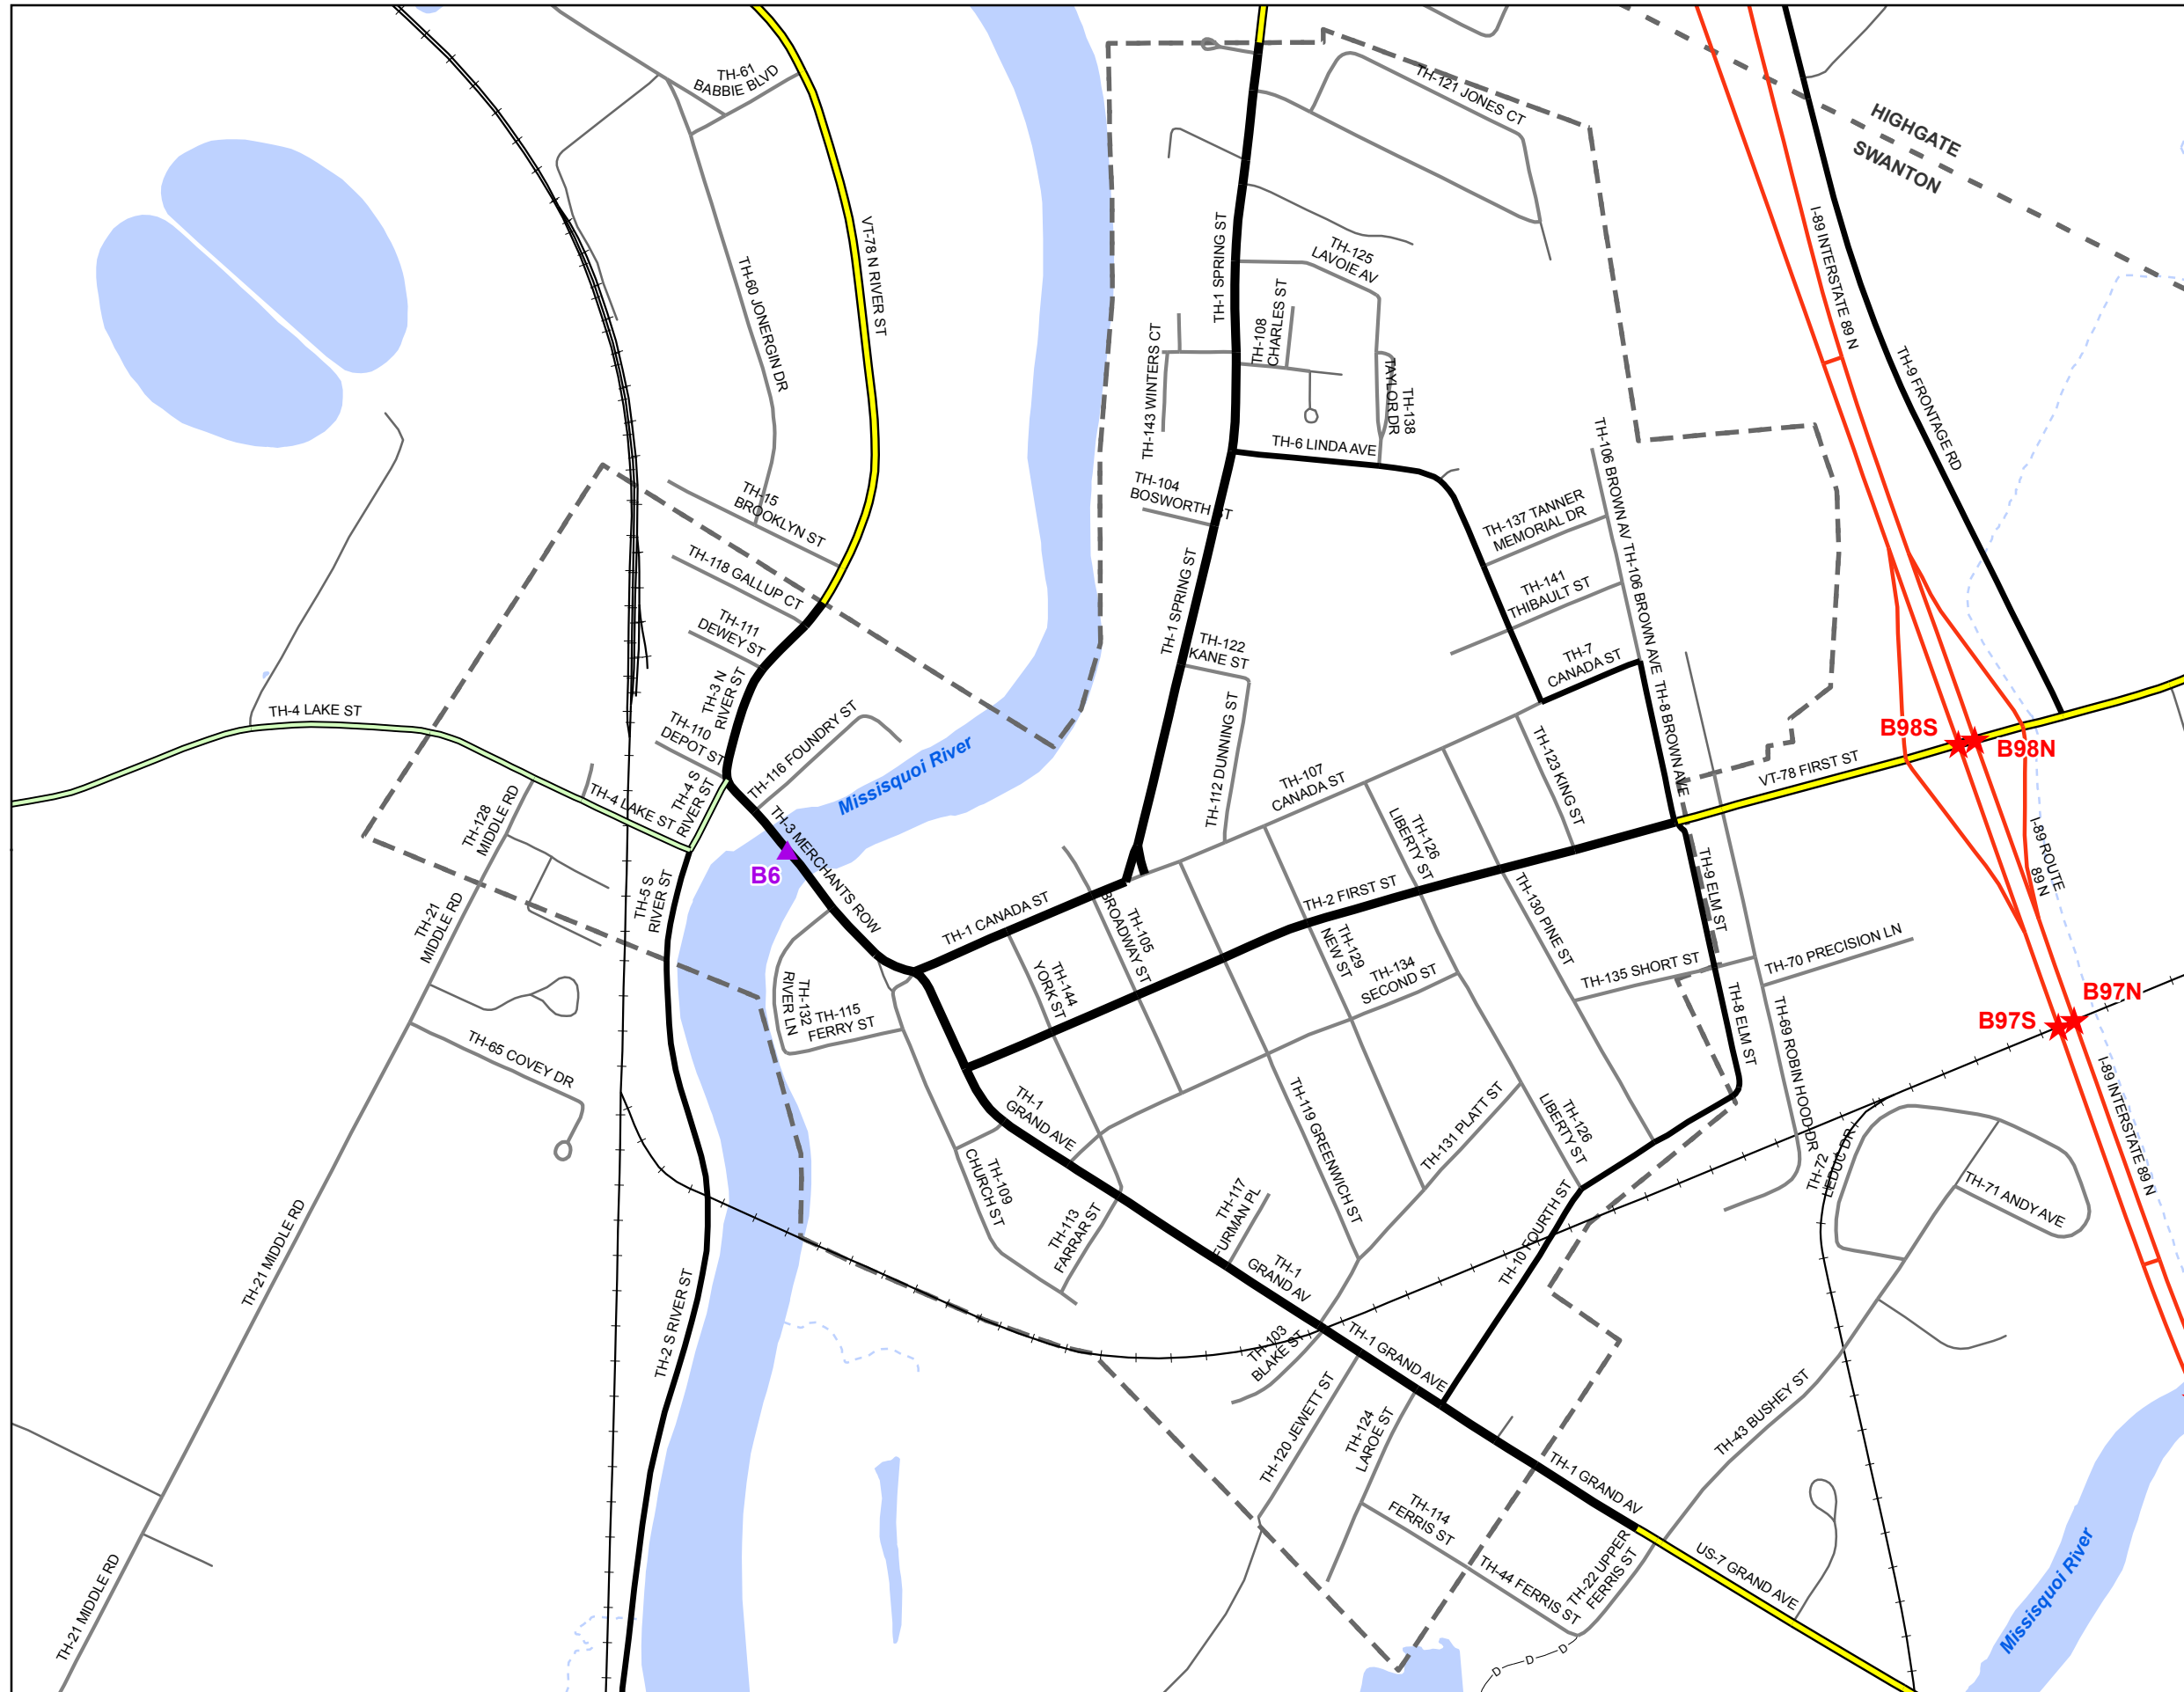 TH-61
BABBIE BLVD
TH-121 JONES CT
HIGHGATE
SWANTON
VT-78 N RIVER ST
TH-60 JONERGIN DR
TH-1 SPRING ST
TH-125
LAVOIE AV
I-89 INTERSTATE 89 N
TH-108
CHARLES ST
TH-143 WINTERS CT
TH-138
TAYLOR DR
TH-9 FRONTAGE RD
TH-6 LINDA AVE
TH-106 BROWN AV
TH-104
BOSWORTH ST
TH-15
BROOKLYN ST
TH-137 TANNER
MEMORIAL DR
TH-118 GALLUP CT
TH-1 SPRING ST
TH-106 BROWN AVE
TH-141
THIBAULT ST
TH-111
DEWEY ST
TH-122
KANE ST
TH-7
CANADA ST
TH-3 N
RIVER ST
TH-4 LAKE ST
TH-110
DEPOT ST
TH-116 FOUNDRY ST
TH-112 DUNNING ST
TH-8 BROWN AVE
B98S
B98N
Missisquoi River
TH-123 KING ST
VT-78 FIRST ST
TH-107
CANADA ST
TH-4 LAKE ST
TH-4 S
RIVER ST
TH-128
MIDDLE RD
TH-3 MERCHANTS ROW
B6
TH-126
LIBERTY ST
I-89 ROUTE
89 N
TH-5 S
RIVER ST
TH-21
MIDDLE RD
TH-1 CANADA ST
TH-2 FIRST ST
TH-105
BROADWAY ST
TH-130 PINE ST
TH-9 ELM ST
TH-129
NEW ST
TH-134
SECOND ST
TH-135 SHORT ST
TH-70 PRECISION LN
TH-144
YORK ST
TH-132
RIVER LN
TH-115
FERRY ST
TH-8 ELM ST
B97N
B97S
TH-65 COVEY DR
TH-69 ROBIN HOOD DR
TH-1
GRAND AVE
TH-119 GREENWICH ST
TH-131 PLATT ST
TH-126
LIBERTY ST
I-89 INTERSTATE 89 N
TH-109
CHURCH ST
TH-113
FARRAR ST
TH-117
FURMAN PL
TH-72
LEDUC DR
TH-71 ANDY AVE
TH-10 FOURTH ST
TH-21 MIDDLE RD
TH-2 S RIVER ST
TH-1
GRAND AV
TH-103
BLAKE ST
TH-1 GRAND AVE
TH-120 JEWETT ST
TH-124
LAROE ST
TH-43 BUSHEY ST
TH-1 GRAND AV
TH-114
FERRIS ST
TH-44 FERRIS ST
TH-22 UPPER
FERRIS ST
US-7 GRAND AVE
Missisquoi River
TH-21 MIDDLE RD
D
D
D